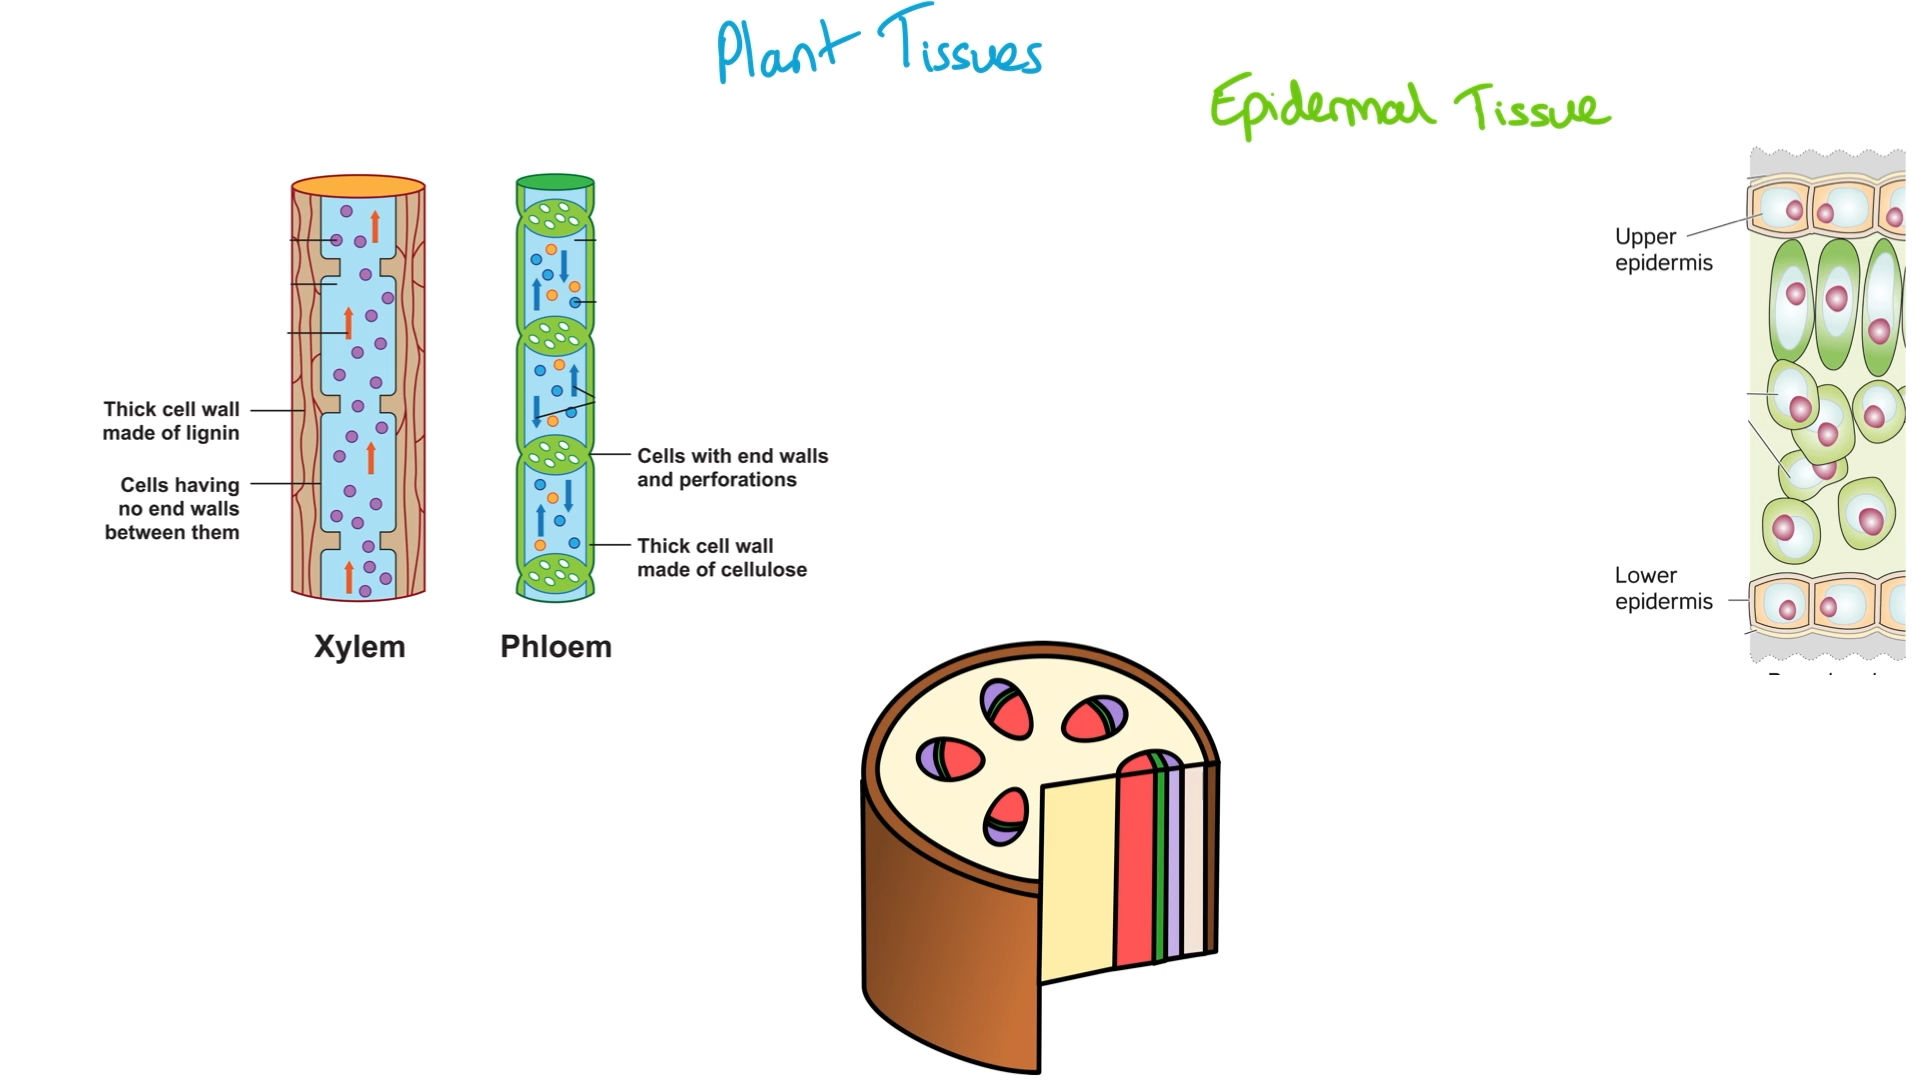 Plant Tissues
Epidermal Tissue
Upper
epidermis
Thick cell wall
made of lignin
Cells having
no end walls
between them
Cells with end walls
and perforations
Thick cell wall
made of cellulose
Lower
epidermis
Xylem
Phloem